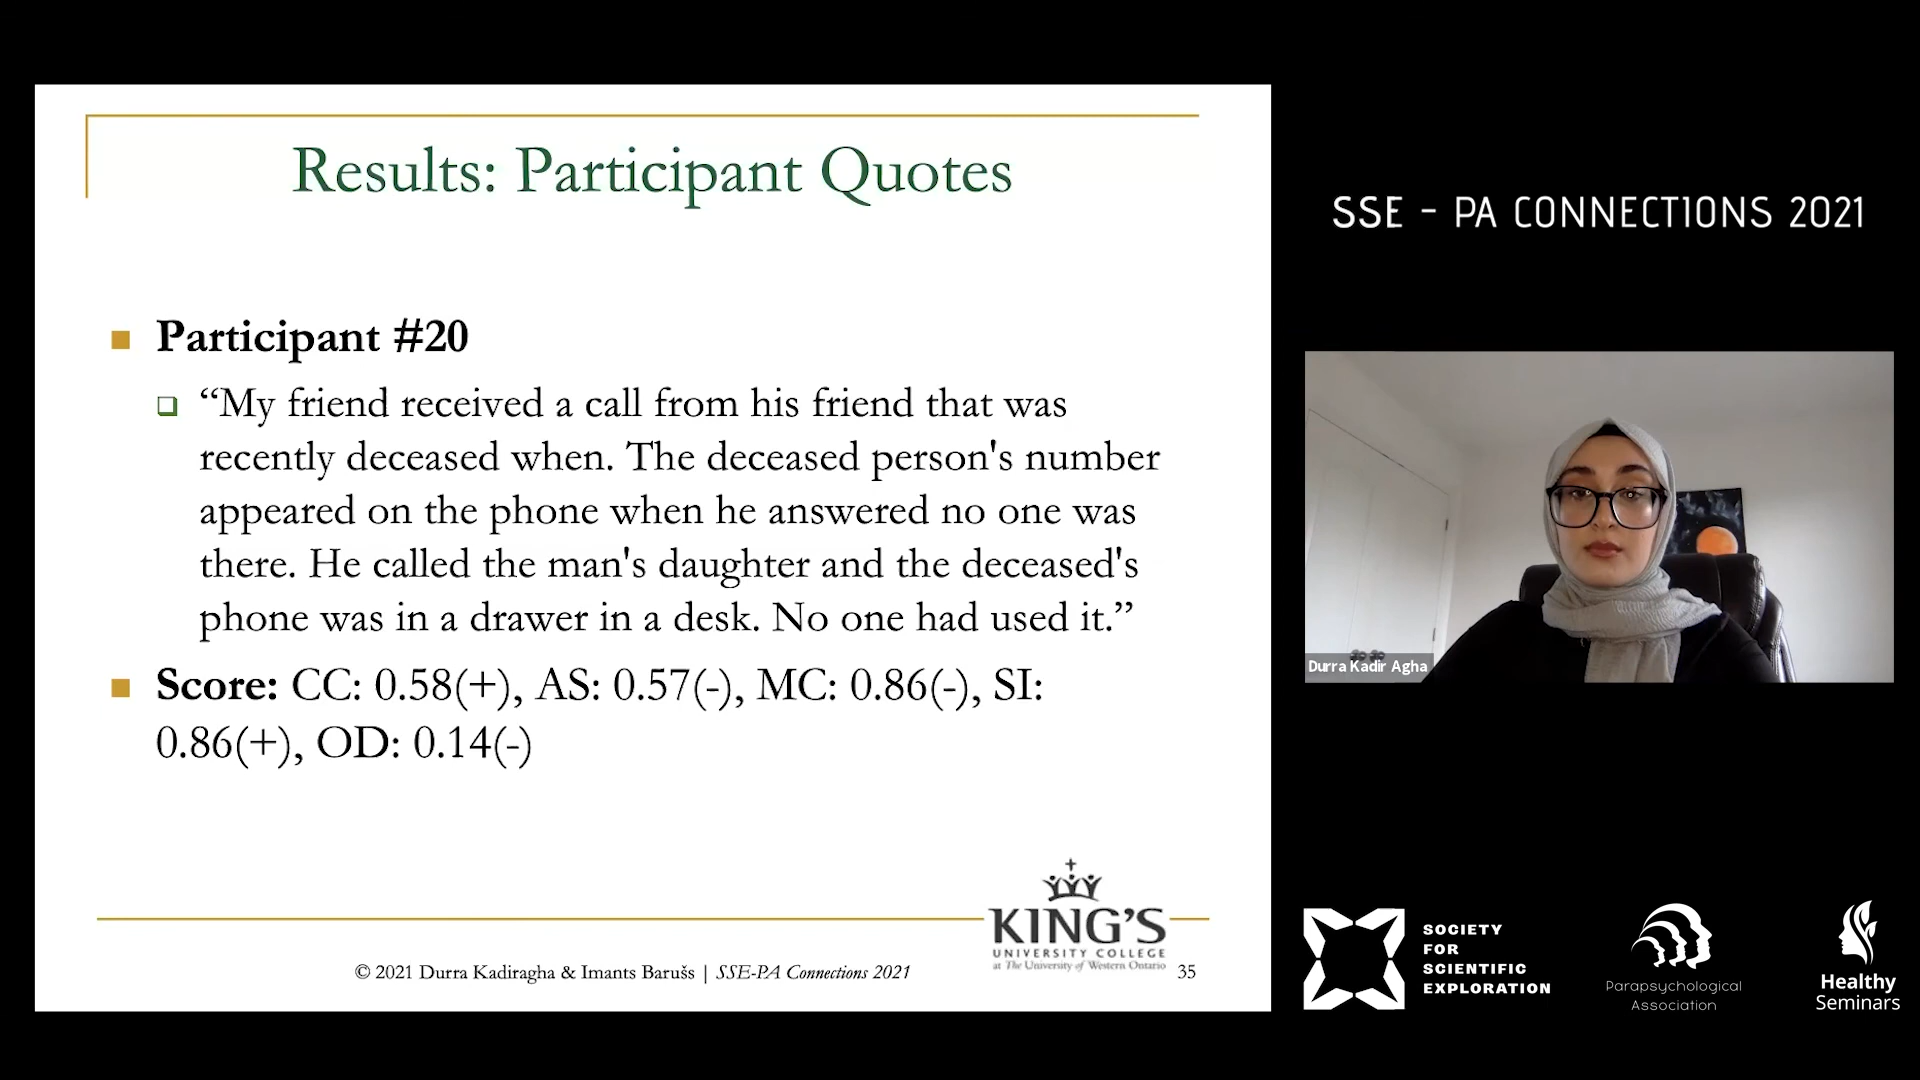 Results: Participant Quotes
Participant #20
“My friend received a call from his friend that was
recently deceased when. The deceased person's number
appeared on the phone when he answered no one was
there. He called the man's daughter and the deceased's
phone was in a drawer in a desk. No one had used it.”
Score: CC: 0.58(+), AS: 0.57(-), MC: 0.86(-), SI:
0.86(+), OD: 0.14(-)
KING'S
UNIVERSITY COLLEGE
at The University of Western Ontario
© 2021 Durra Kadiragha & Imants Barušs | SSE-PA Connections 2021
35
SSE - PA CONNECTIONS 2021
Durra Kadir Agha
SOCIETY
FOR
SCIENTIFIC
EXPLORATION
Parapsychological
Association
Healthy
Seminars